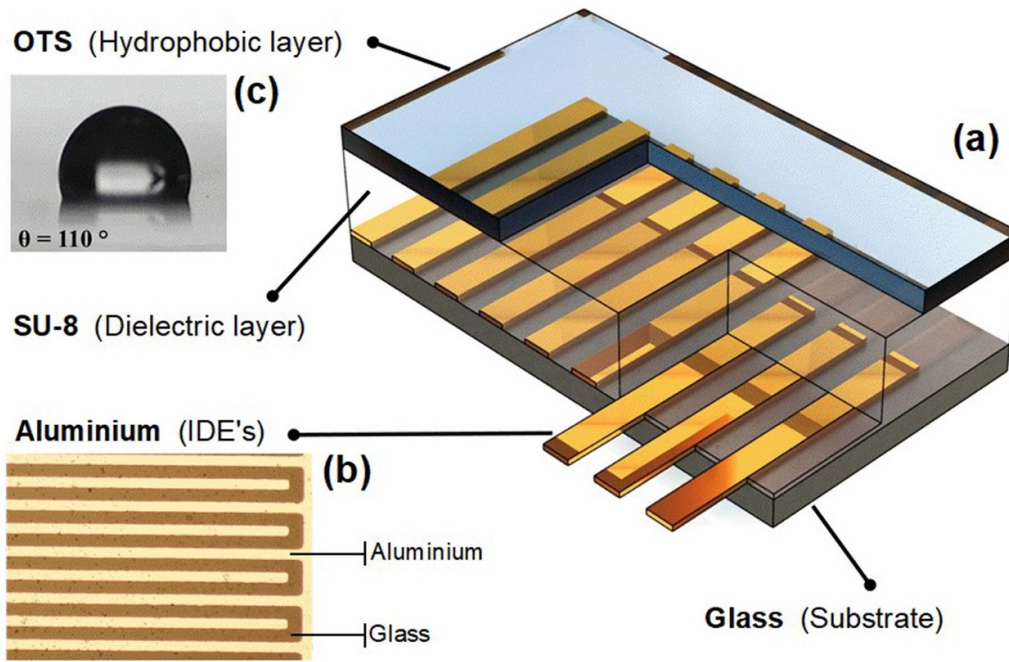 OTS (Hydrophobic layer)
(c)
(a)
θ = 110 °
SU-8 (Dielectric layer)
Aluminium (IDE's)
(b)
Aluminium
Glass
Glass (Substrate)